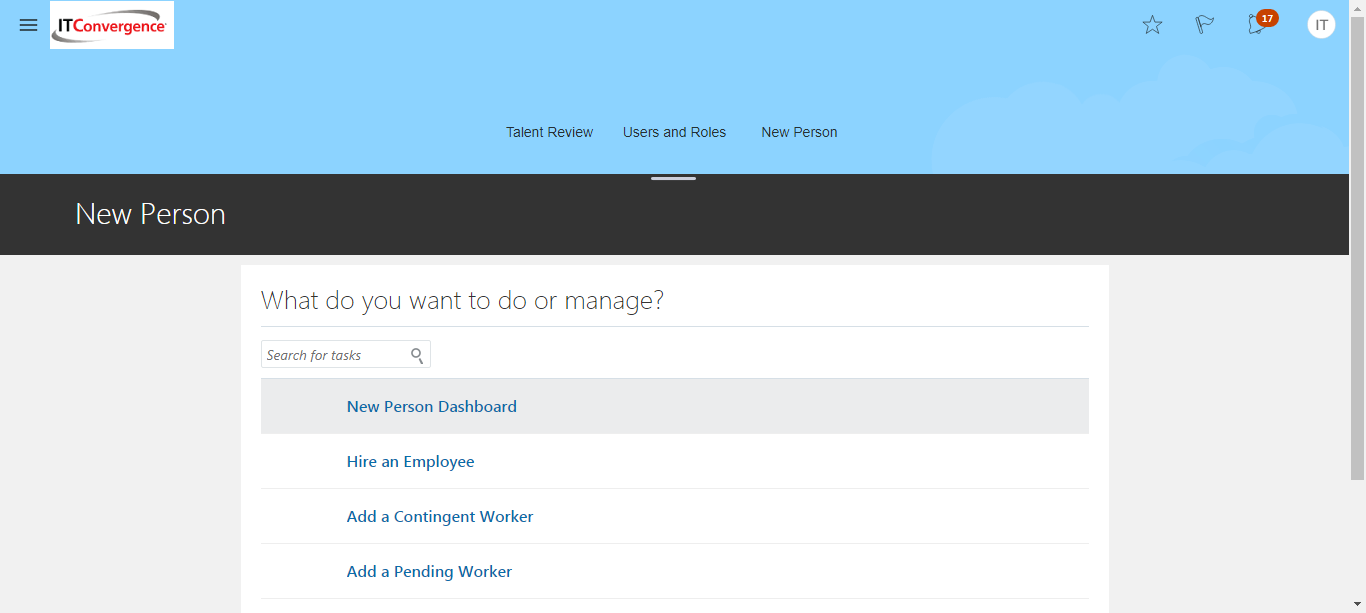 ITConvergence
17
IT
Talent Review Users and Roles New Person
New Person
What do you want to do or manage?
Search for tasks
New Person Dashboard
Hire an Employee
Add a Contingent Worker
Add a Pending Worker